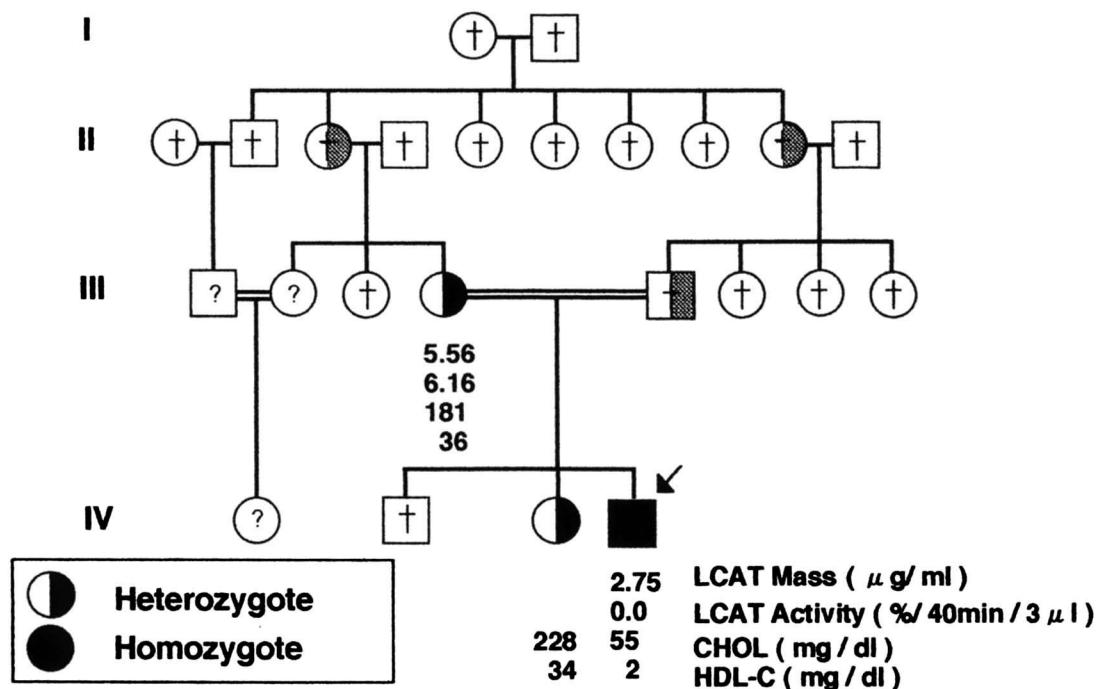 I
† †
II
† † † † † † † † †
III
? ? † † † † †
5.56
6.16
181
36
IV
? †
Heterozygote
Homozygote
2.75 LCAT Mass ( μg/ml )
0.0 LCAT Activity ( %/ 40min / 3 μl )
228 55 CHOL ( mg / dl )
34 2 HDL-C ( mg / dl )